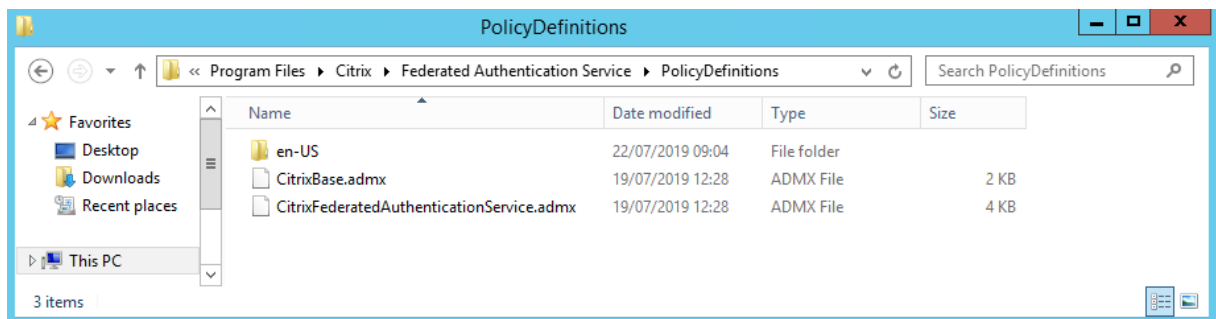 PolicyDefinitions
« Program Files ▸ Citrix ▸ Federated Authentication Service ▸ PolicyDefinitions
Search PolicyDefinitions
Favorites
Desktop
Downloads
Recent places
This PC
Name Date modified Type Size
en-US 22/07/2019 09:04 File folder
CitrixBase.admx 19/07/2019 12:28 ADMX File 2 KB
CitrixFederatedAuthenticationService.admx 19/07/2019 12:28 ADMX File 4 KB
3 items